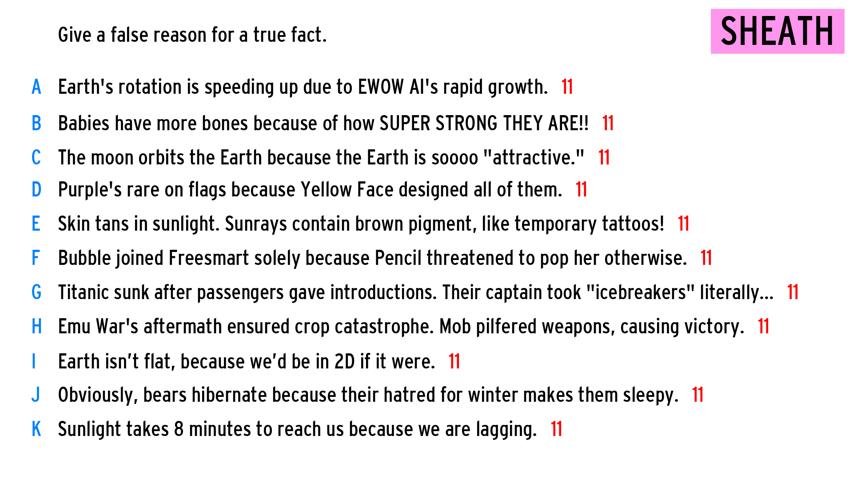 Give a false reason for a true fact.
SHEATH
A Earth's rotation is speeding up due to EWOW AI's rapid growth. 11
B Babies have more bones because of how SUPER STRONG THEY ARE!! 11
C The moon orbits the Earth because the Earth is soooo "attractive." 11
D Purple's rare on flags because Yellow Face designed all of them. 11
E Skin tans in sunlight. Sunrays contain brown pigment, like temporary tattoos! 11
F Bubble joined Freesmart solely because Pencil threatened to pop her otherwise. 11
G Titanic sunk after passengers gave introductions. Their captain took "icebreakers" literally... 11
H Emu War's aftermath ensured crop catastrophe. Mob pilfered weapons, causing victory. 11
I Earth isn’t flat, because we’d be in 2D if it were. 11
J Obviously, bears hibernate because their hatred for winter makes them sleepy. 11
K Sunlight takes 8 minutes to reach us because we are lagging. 11